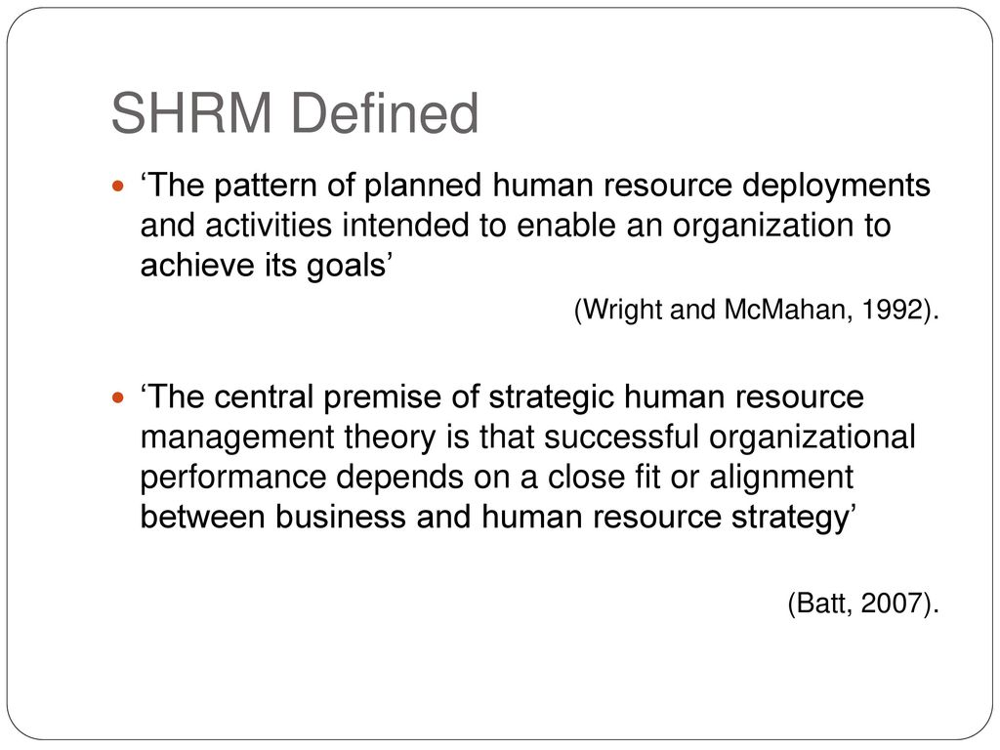 SHRM Defined
• ‘The pattern of planned human resource deployments
and activities intended to enable an organization to
achieve its goals’
(Wright and McMahan, 1992).
• ‘The central premise of strategic human resource
management theory is that successful organizational
performance depends on a close fit or alignment
between business and human resource strategy’
(Batt, 2007).